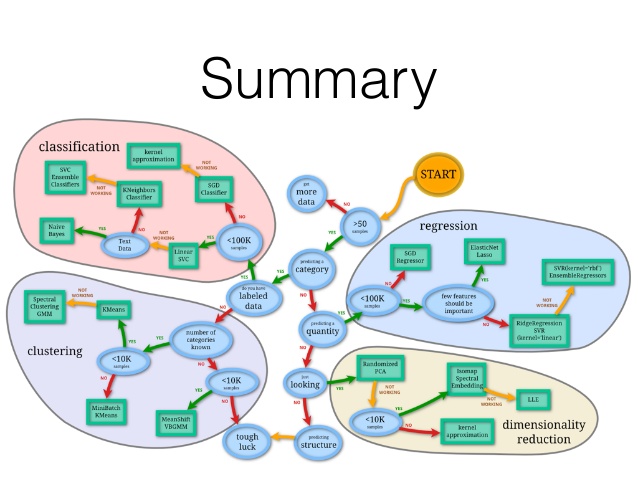 Summary
classification
kernel
approximation
NOT
WORKING
SVC
Ensemble
Classifiers
NOT
WORKING
KNeighbors
Classifier
SGD
Classifier
NO
NO
Naive
Bayes
YES
Text
Data
NOT
WORKING
Linear
SVC
YES
<100K
samples
YES
START
get
more
data
NO
>50
samples
YES
predicting a
category
YES
do you have
labeled
data
NO
NO
predicting a
quantity
YES
NO
just
looking
YES
NO
predicting
structure
tough
luck
regression
SGD
Regressor
NO
<100K
samples
YES
ElasticNet
Lasso
YES
few features
should be
important
NO
SVR(kernel='rbf')
EnsembleRegressors
NOT
WORKING
RidgeRegression
SVR
(kernel='linear')
clustering
Spectral
Clustering
GMM
NOT
WORKING
KMeans
YES
<10K
samples
NO
MiniBatch
KMeans
YES
number of
categories
known
NO
<10K
samples
YES
NO
MeanShift
VBGMM
dimensionality
reduction
Randomized
PCA
NOT
WORKING
<10K
samples
YES
NO
Isomap
Spectral
Embedding
NOT
WORKING
LLE
kernel
approximation